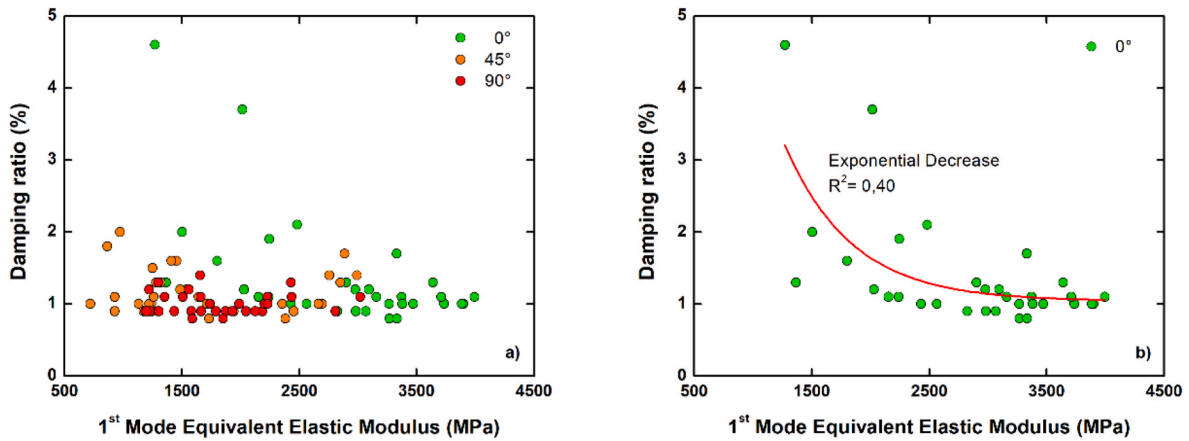 5
4
3
2
1
0
Damping ratio (%)
0°
45°
90°
a)
500 1500 2500 3500 4500
1st Mode Equivalent Elastic Modulus (MPa)
5
4
3
2
1
0
Damping ratio (%)
0°
Exponential Decrease
R²= 0,40
b)
500 1500 2500 3500 4500
1st Mode Equivalent Elastic Modulus (MPa)